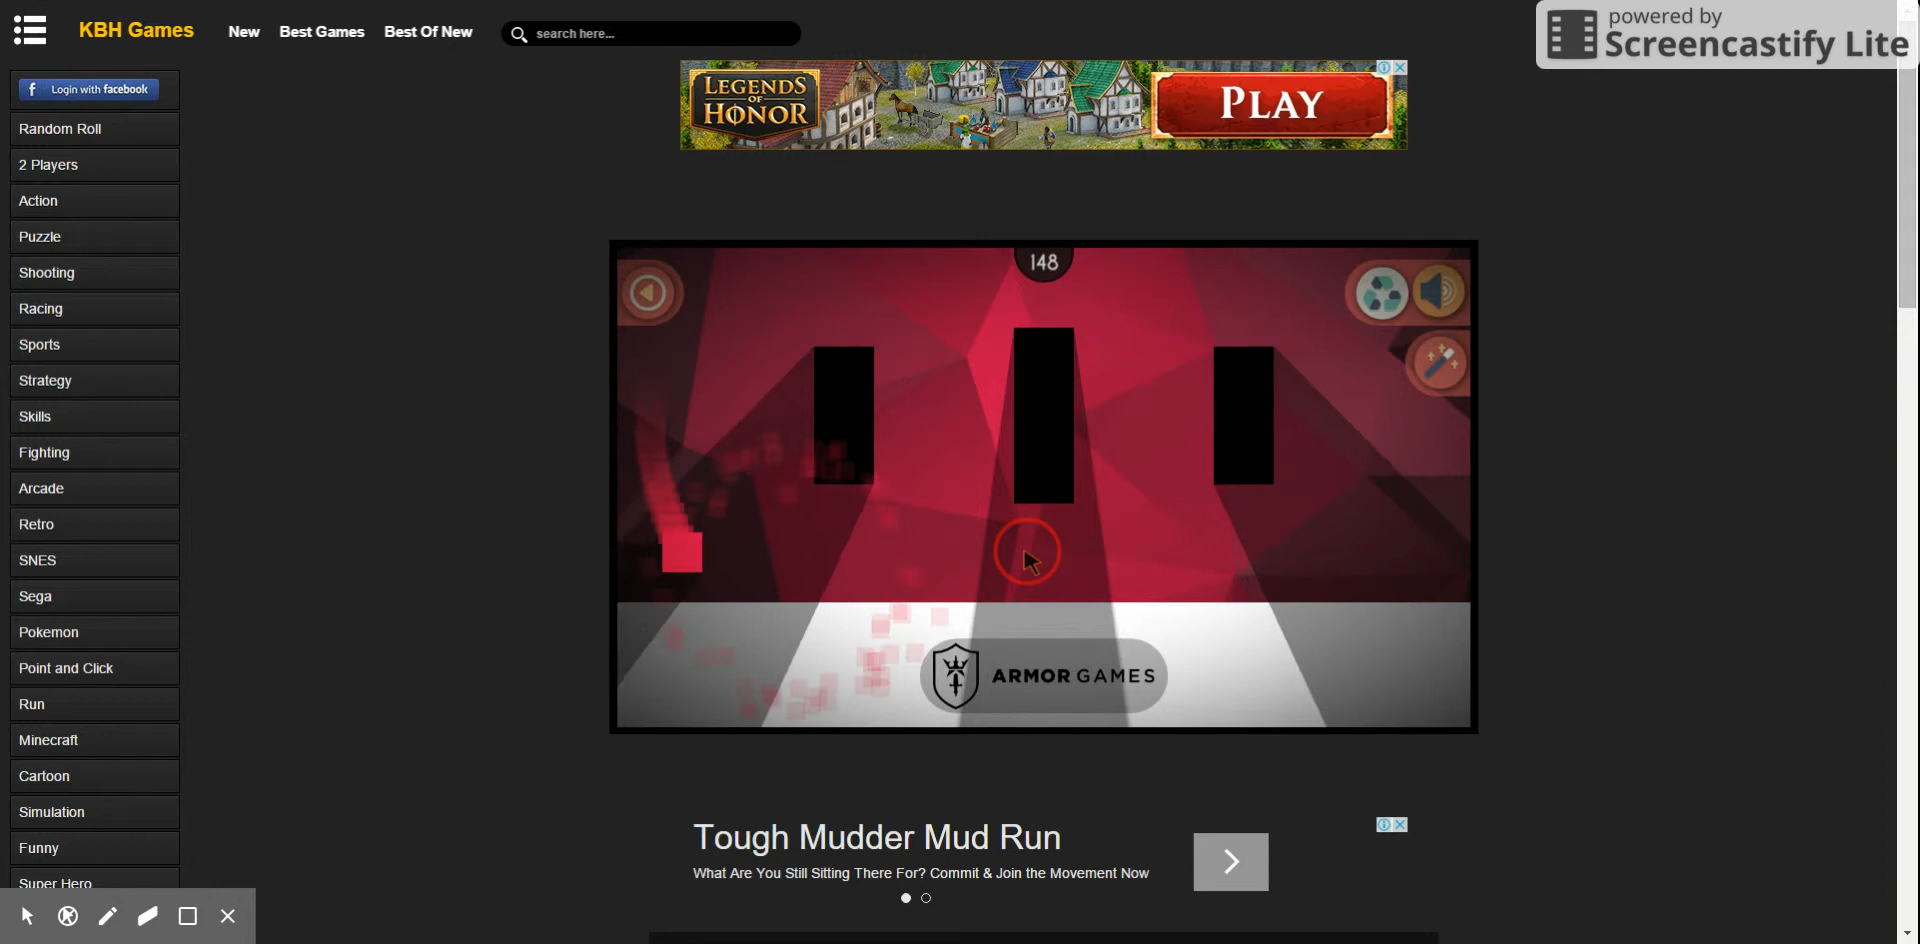 KBH Games
New
Best Games
Best Of New
search here...
powered by
Screencastify Lite
f Login with facebook
Random Roll
2 Players
Action
Puzzle
Shooting
Racing
Sports
Strategy
Skills
Fighting
Arcade
Retro
SNES
Sega
Pokemon
Point and Click
Run
Minecraft
Cartoon
Simulation
Funny
Super Hero
LEGENDS
OF
HONOR
PLAY
148
ARMOR GAMES
Tough Mudder Mud Run
What Are You Still Sitting There For? Commit & Join the Movement Now